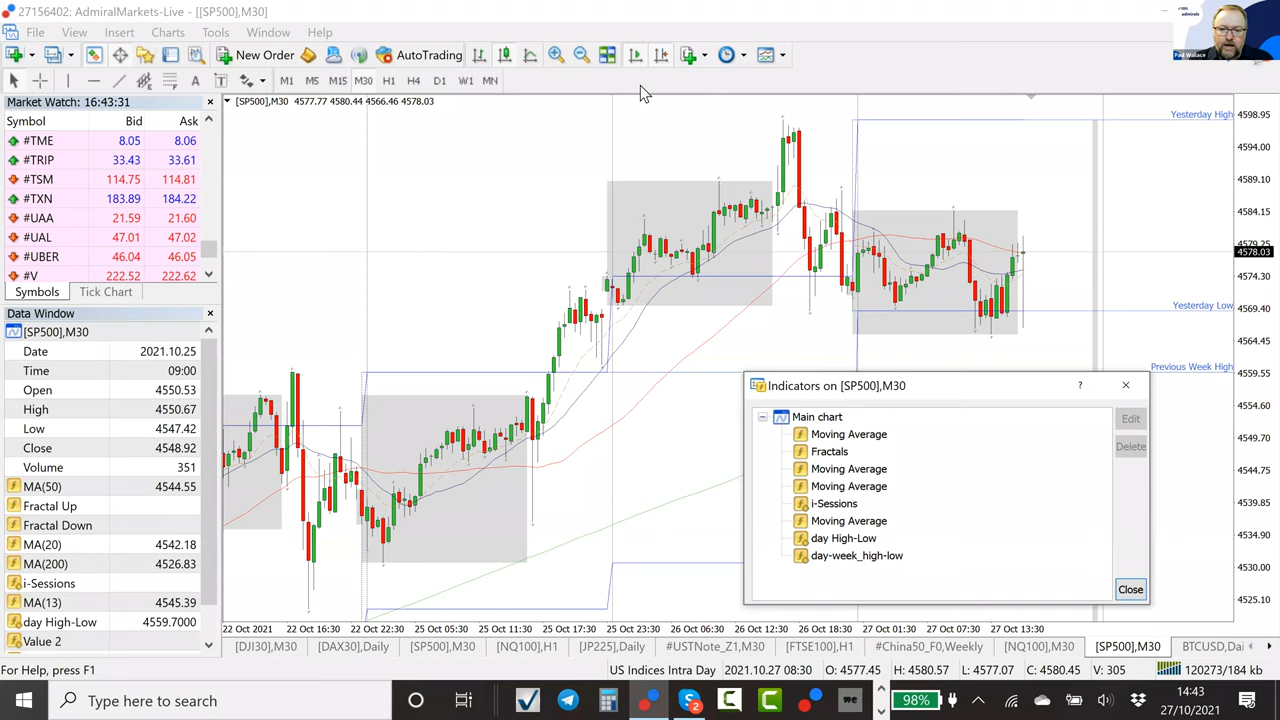 27156402: AdmiralMarkets-Live - [[SP500],M30]
admirals
Paul Wallace
File View Insert Charts Tools Window Help
New Order AutoTrading
A T M1 M5 M15 M30 H1 H4 D1 W1 MN
Market Watch: 16:43:31
Symbol Bid Ask
#TME 8.05 8.06
#TRIP 33.43 33.61
#TSM 114.75 114.81
#TXN 183.89 184.22
#UAA 21.59 21.60
#UAL 47.01 47.02
#UBER 46.04 46.05
#V 222.52 222.62
Symbols Tick Chart
Data Window
[SP500],M30
Date 2021.10.25
Time 09:00
Open 4550.53
High 4550.67
Low 4547.42
Close 4548.92
Volume 351
MA(50) 4544.55
Fractal Up
Fractal Down
MA(20) 4542.18
MA(200) 4526.83
i-Sessions
MA(13) 4545.39
day High-Low 4559.7000
Value 2
[SP500],M30 4577.77 4580.44 4566.46 4578.03
Yesterday High
Yesterday Low
Previous Week High
4598.95
4594.00
4589.10
4584.15
4579.25
4578.03
4574.30
4569.40
4564.45
4559.55
4554.60
4549.70
4544.75
4539.85
4534.90
4530.00
4525.10
Indicators on [SP500],M30 ?
Main chart
Moving Average
Fractals
Moving Average
Moving Average
i-Sessions
Moving Average
day High-Low
day-week_high-low
Edit
Delete
Close
22 Oct 2021 22 Oct 16:30 22 Oct 22:30 25 Oct 05:30 25 Oct 11:30 25 Oct 17:30 25 Oct 23:30 26 Oct 06:30 26 Oct 12:30 26 Oct 18:30 27 Oct 01:30 27 Oct 07:30 27 Oct 13:30
[DJI30],M30 [DAX30],Daily [SP500],M30 [NQ100],H1 [JP225],Daily #USTNote_Z1,M30 [FTSE100],H1 #China50_F0,Weekly [NQ100],M30 [SP500],M30 BTCUSD,Dai
For Help, press F1 US Indices Intra Day 2021.10.27 08:30 O: 4577.45 H: 4580.57 L: 4577.07 C: 4580.45 V: 305 120273/184 kb
Type here to search
2
we
98%
14:43
27/10/2021